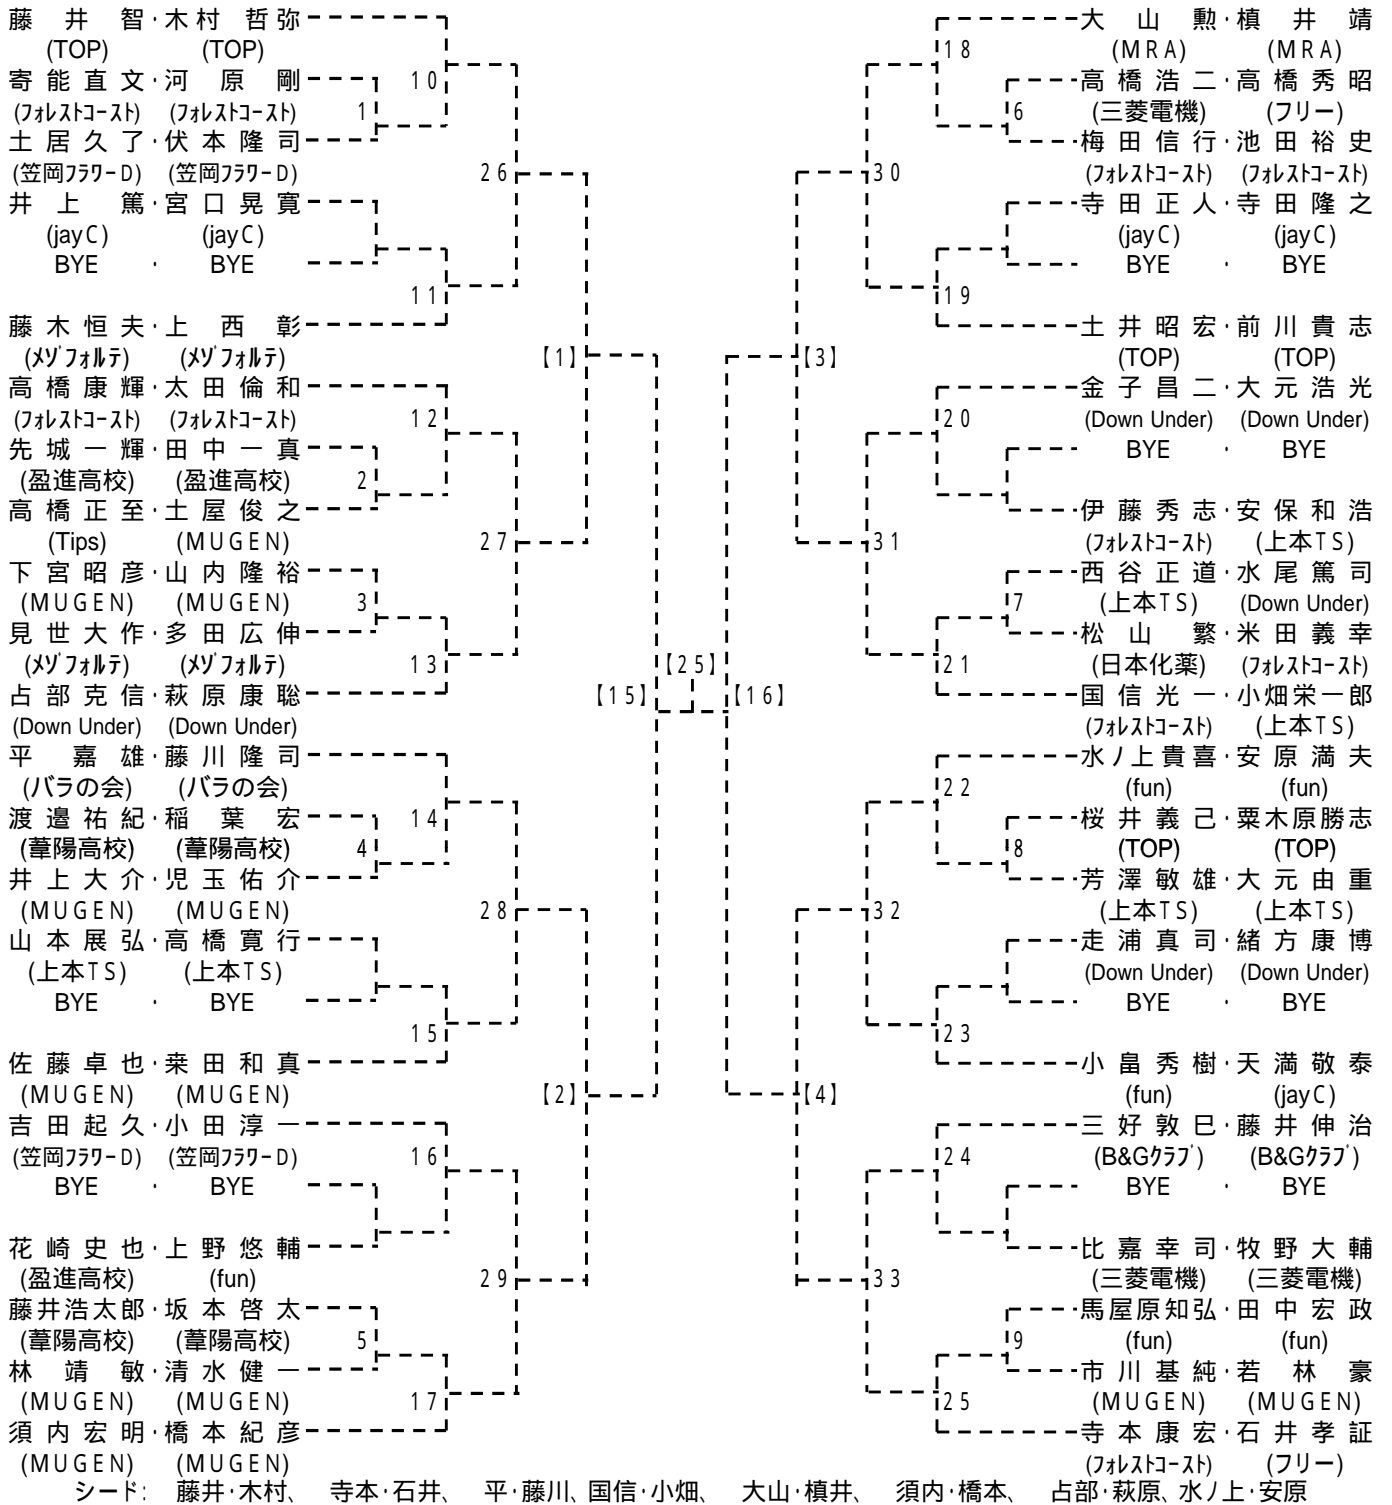 藤井智・木村哲弥
(TOP) (TOP)
寄能直文・河原剛
(フォレストコースト) (フォレストコースト)
土居久了・伏本隆司
(笠岡フラワーD) (笠岡フラワーD)
井上篤・宮口晃寛
(jayC) (jayC)
BYE ・ BYE
藤木恒夫・上西彰
(メゾフォルテ) (メゾフォルテ)
高橋康輝・太田倫和
(フォレストコースト) (フォレストコースト)
先城一輝・田中一真
(盈進高校) (盈進高校)
高橋正至・土屋俊之
(Tips) (MUGEN)
下宮昭彦・山内隆裕
(MUGEN) (MUGEN)
見世大作・多田広伸
(メゾフォルテ) (メゾフォルテ)
占部克信・萩原康聡
(Down Under) (Down Under)
平嘉雄・藤川隆司
(バラの会) (バラの会)
渡邉祐紀・稲葉宏
(葦陽高校) (葦陽高校)
井上大介・児玉佑介
(MUGEN) (MUGEN)
山本展弘・高橋寛行
(上本TS) (上本TS)
BYE ・ BYE
佐藤卓也・来田和真
(MUGEN) (MUGEN)
吉田起久・小田淳一
(笠岡フラワーD) (笠岡フラワーD)
BYE ・ BYE
花崎史也・上野悠輔
(盈進高校) (fun)
藤井浩太郎・坂本啓太
(葦陽高校) (葦陽高校)
林靖敏・清水健一
(MUGEN) (MUGEN)
須内宏明・橋本紀彦
(MUGEN) (MUGEN)
1
2
3
4
5
10
11
12
13
14
15
16
17
26
27
28
29
【1】
【2】
【15】
【25】
【16】
【3】
【4】
30
31
32
33
18
19
20
21
22
23
24
25
6
7
8
9
大山勲・槙井靖
(MRA) (MRA)
高橋浩二・高橋秀昭
(三菱電機) (フリー)
梅田信行・池田裕史
(フォレストコースト) (フォレストコースト)
寺田正人・寺田隆之
(jayC) (jayC)
BYE ・ BYE
土井昭宏・前川貴志
(TOP) (TOP)
金子昌二・大元浩光
(Down Under) (Down Under)
BYE ・ BYE
伊藤秀志・安保和浩
(フォレストコースト) (上本TS)
西谷正道・水尾篤司
(上本TS) (Down Under)
松山繁・米田義幸
(日本化薬) (フォレストコースト)
国信光一・小畑栄一郎
(フォレストコースト) (上本TS)
水ノ上貴喜・安原満夫
(fun) (fun)
桜井義己・粟木原勝志
(TOP) (TOP)
芳澤敏雄・大元由重
(上本TS) (上本TS)
走浦真司・緒方康博
(Down Under) (Down Under)
BYE ・ BYE
小畠秀樹・天満敬泰
(fun) (jayC)
三好敦巳・藤井伸治
(B&Gクラブ) (B&Gクラブ)
BYE ・ BYE
比嘉幸司・牧野大輔
(三菱電機) (三菱電機)
馬屋原知弘・田中宏政
(fun) (fun)
市川基純・若林豪
(MUGEN) (MUGEN)
寺本康宏・石井孝証
(フォレストコースト) (フリー)
シード: 藤井・木村、 寺本・石井、 平・藤川、国信・小畑、 大山・槙井、 須内・橋本、 占部・萩原、水ノ上・安原